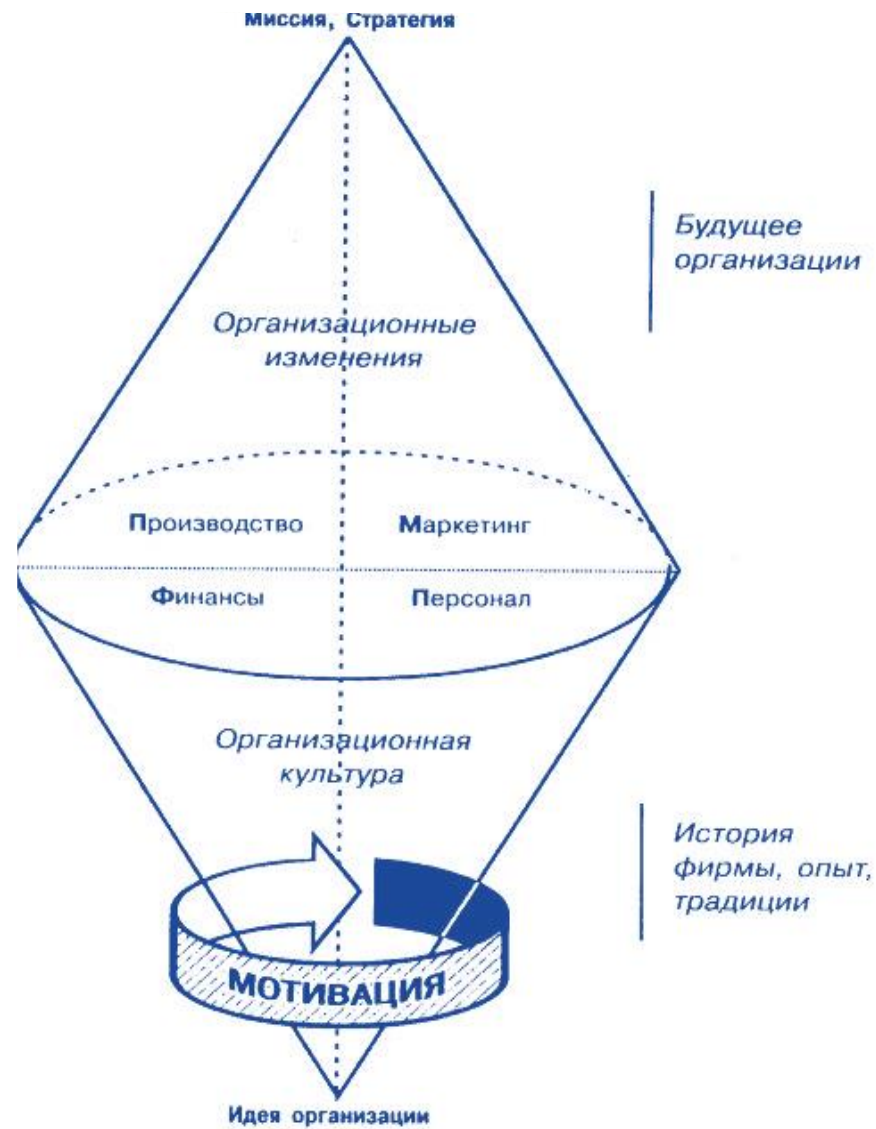 Миссия, Стратегия
Будущее
организации
Организационные
изменения
Производство
Маркетинг
Финансы
Персонал
Организационная
культура
История
фирмы, опыт,
традиции
МОТИВАЦИЯ
Идея организации